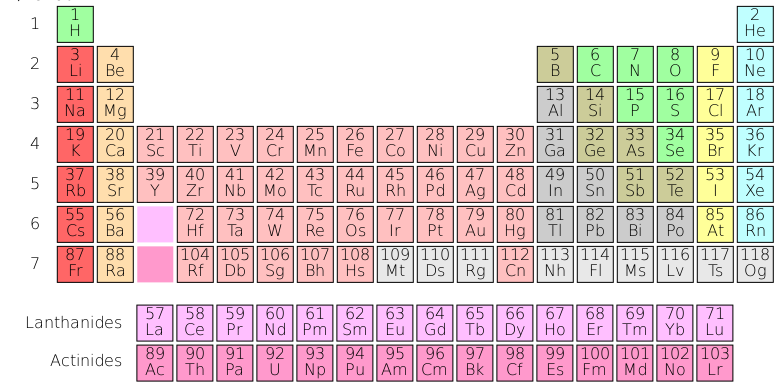 1 1 2
H He
2 3 4 5 6 7 8 9 10
Li Be B C N O F Ne
3 11 12 13 14 15 16 17 18
Na Mg Al Si P S Cl Ar
4 19 20 21 22 23 24 25 26 27 28 29 30 31 32 33 34 35 36
K Ca Sc Ti V Cr Mn Fe Co Ni Cu Zn Ga Ge As Se Br Kr
5 37 38 39 40 41 42 43 44 45 46 47 48 49 50 51 52 53 54
Rb Sr Y Zr Nb Mo Tc Ru Rh Pd Ag Cd In Sn Sb Te I Xe
6 55 56 72 73 74 75 76 77 78 79 80 81 82 83 84 85 86
Cs Ba Hf Ta W Re Os Ir Pt Au Hg Tl Pb Bi Po At Rn
7 87 88 104 105 106 107 108 109 110 111 112 113 114 115 116 117 118
Fr Ra Rf Db Sg Bh Hs Mt Ds Rg Cn Nh Fl Ms Lv Ts Og
Lanthanides 57 58 59 60 61 62 63 64 65 66 67 68 69 70 71
La Ce Pr Nd Pm Sm Eu Gd Tb Dy Ho Er Tm Yb Lu
Actinides 89 90 91 92 93 94 95 96 97 98 99 100 101 102 103
Ac Th Pa U Np Pu Am Cm Bk Cf Es Fm Md No Lr